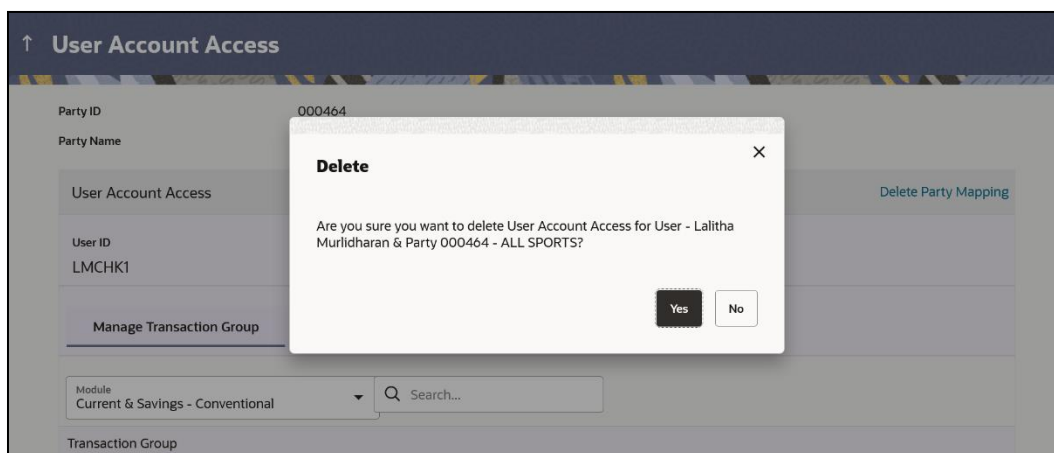 User Account Access
Party ID
000464
Party Name
Delete
User Account Access
Delete Party Mapping
Are you sure you want to delete User Account Access for User - Lalitha
Murlidharan & Party 000464 - ALL SPORTS?
User ID
LMCHK1
Yes
No
Manage Transaction Group
Module
Current & Savings - Conventional
Search...
Transaction Group